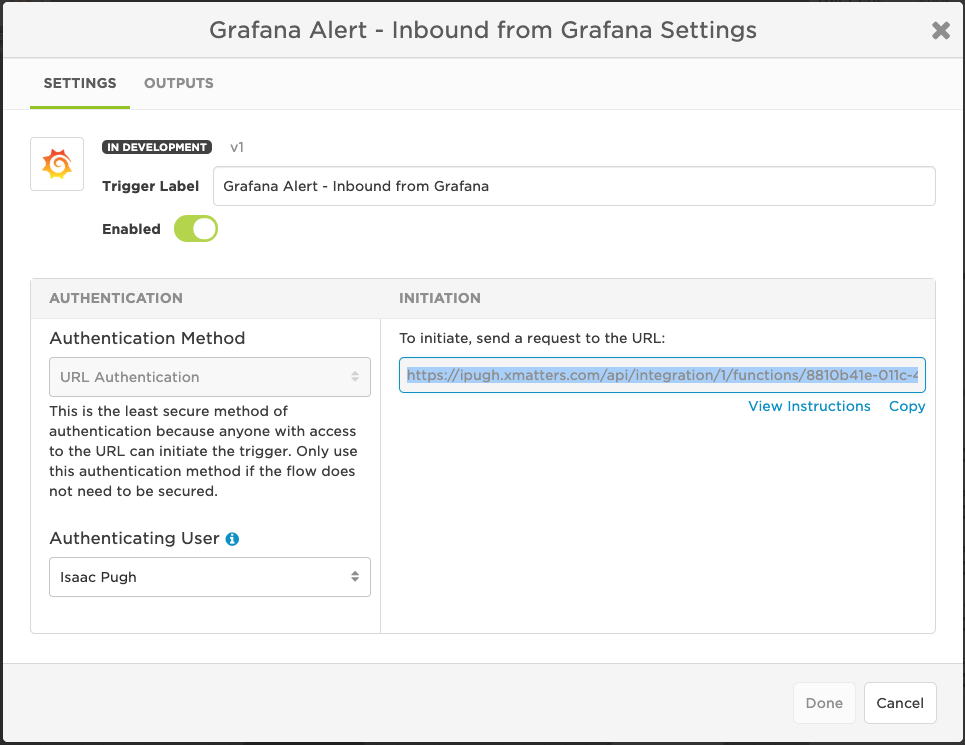 Grafana Alert - Inbound from Grafana Settings
SETTINGS
OUTPUTS
IN DEVELOPMENT
v1
Trigger Label
Grafana Alert - Inbound from Grafana
Enabled
AUTHENTICATION
INITIATION
Authentication Method
URL Authentication
This is the least secure method of
authentication because anyone with access
to the URL can initiate the trigger. Only use
this authentication method if the flow does
not need to be secured.
Authenticating User
Isaac Pugh
To initiate, send a request to the URL:
https://ipugh.xmatters.com/api/integration/1/functions/8810b41e-011c-4
View Instructions
Copy
Done
Cancel